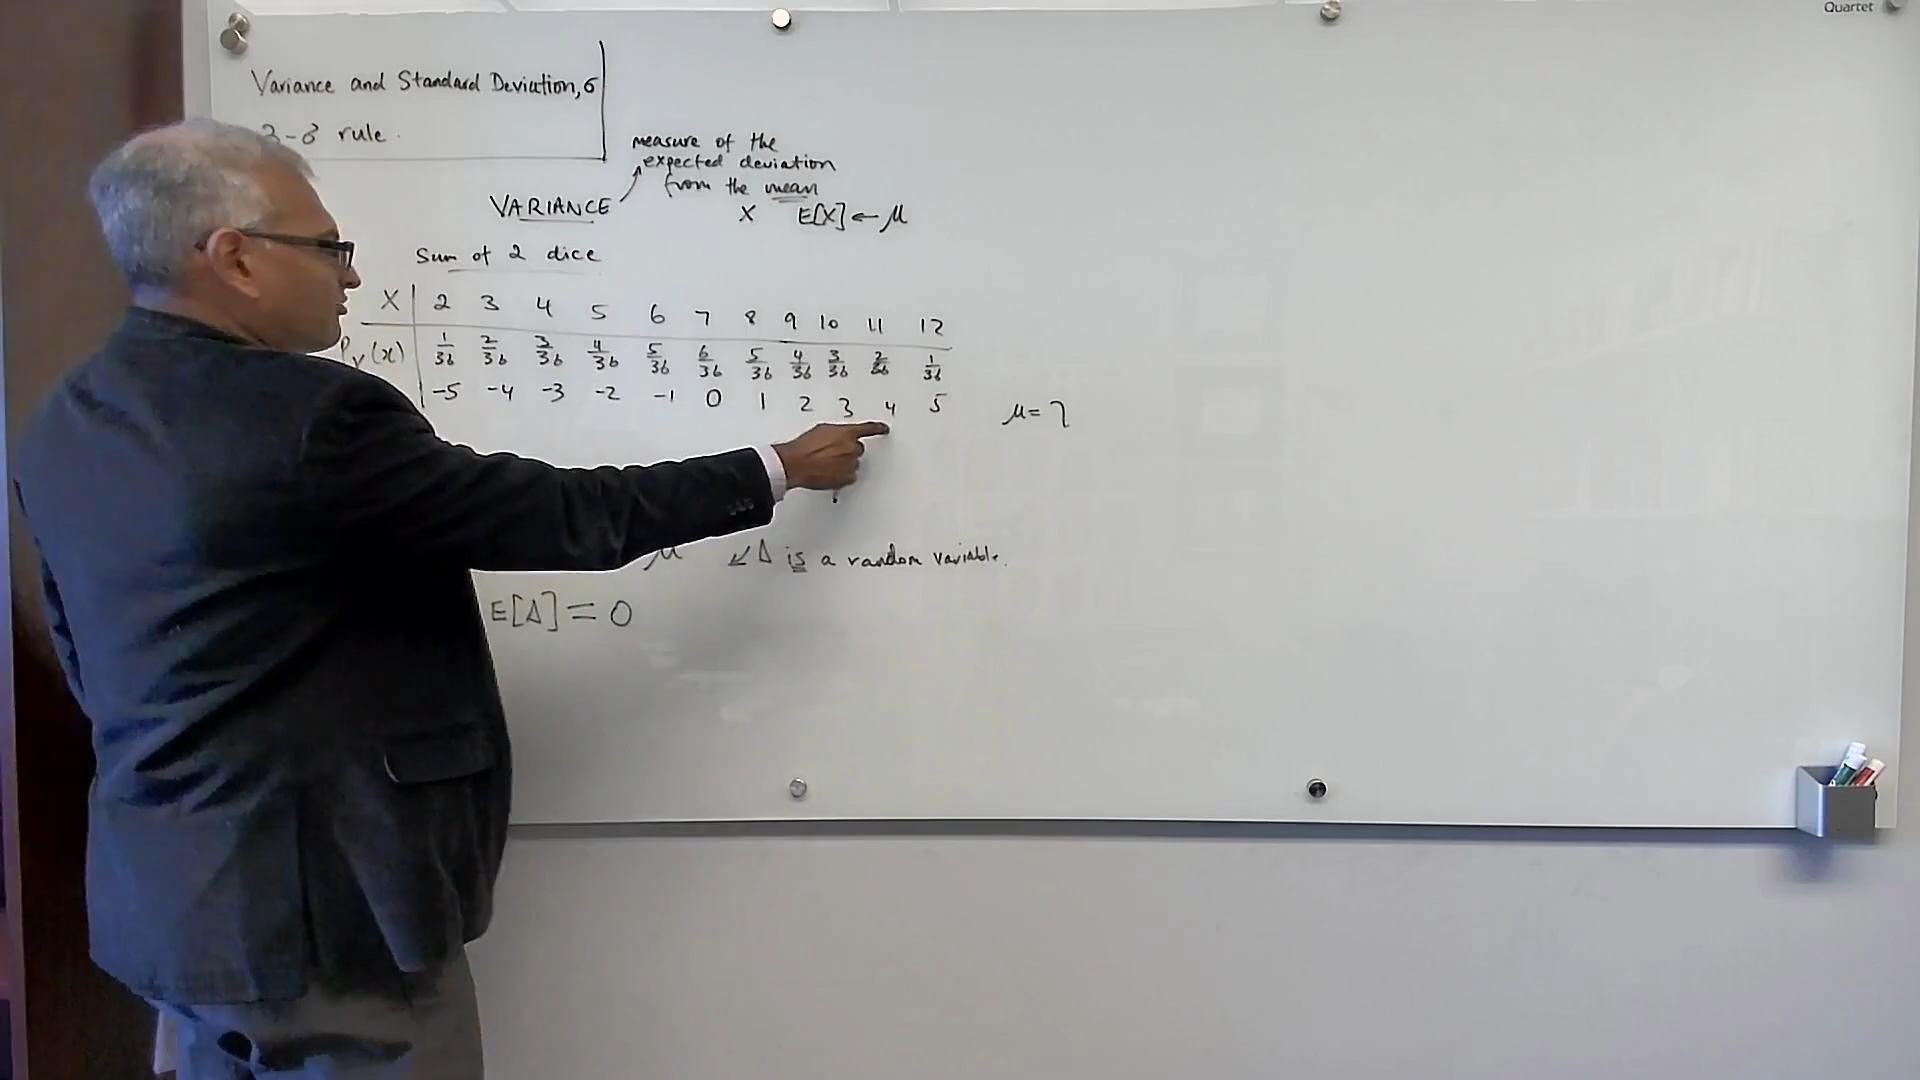 Quartet
Variance and Standard Deviation, σ
3-σ rule.
measure of the
expected deviation
from the mean
VARIANCE
X E[X] ← μ
Sum of 2 dice
X 2 3 4 5 6 7 8 9 10 11 12
Pₓ(x) 1/36 2/36 3/36 4/36 5/36 6/36 5/36 4/36 3/36 2/36 1/36
-5 -4 -3 -2 -1 0 1 2 3 4 5
μ = 7
μ ↙ Δ is a random variable.
E[Δ] = 0